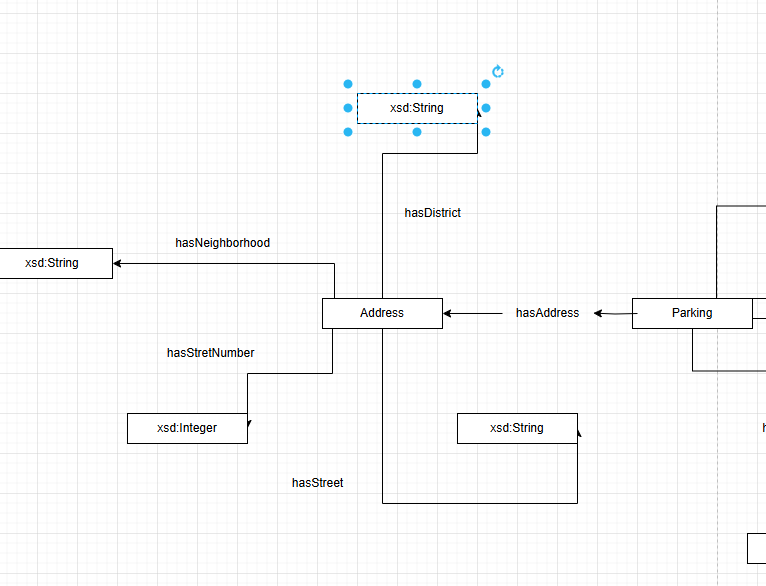 xsd:String
hasDistrict
hasNeighborhood
xsd:String
Address
hasAddress
Parking
hasStretNumber
xsd:Integer
xsd:String
hasStreet